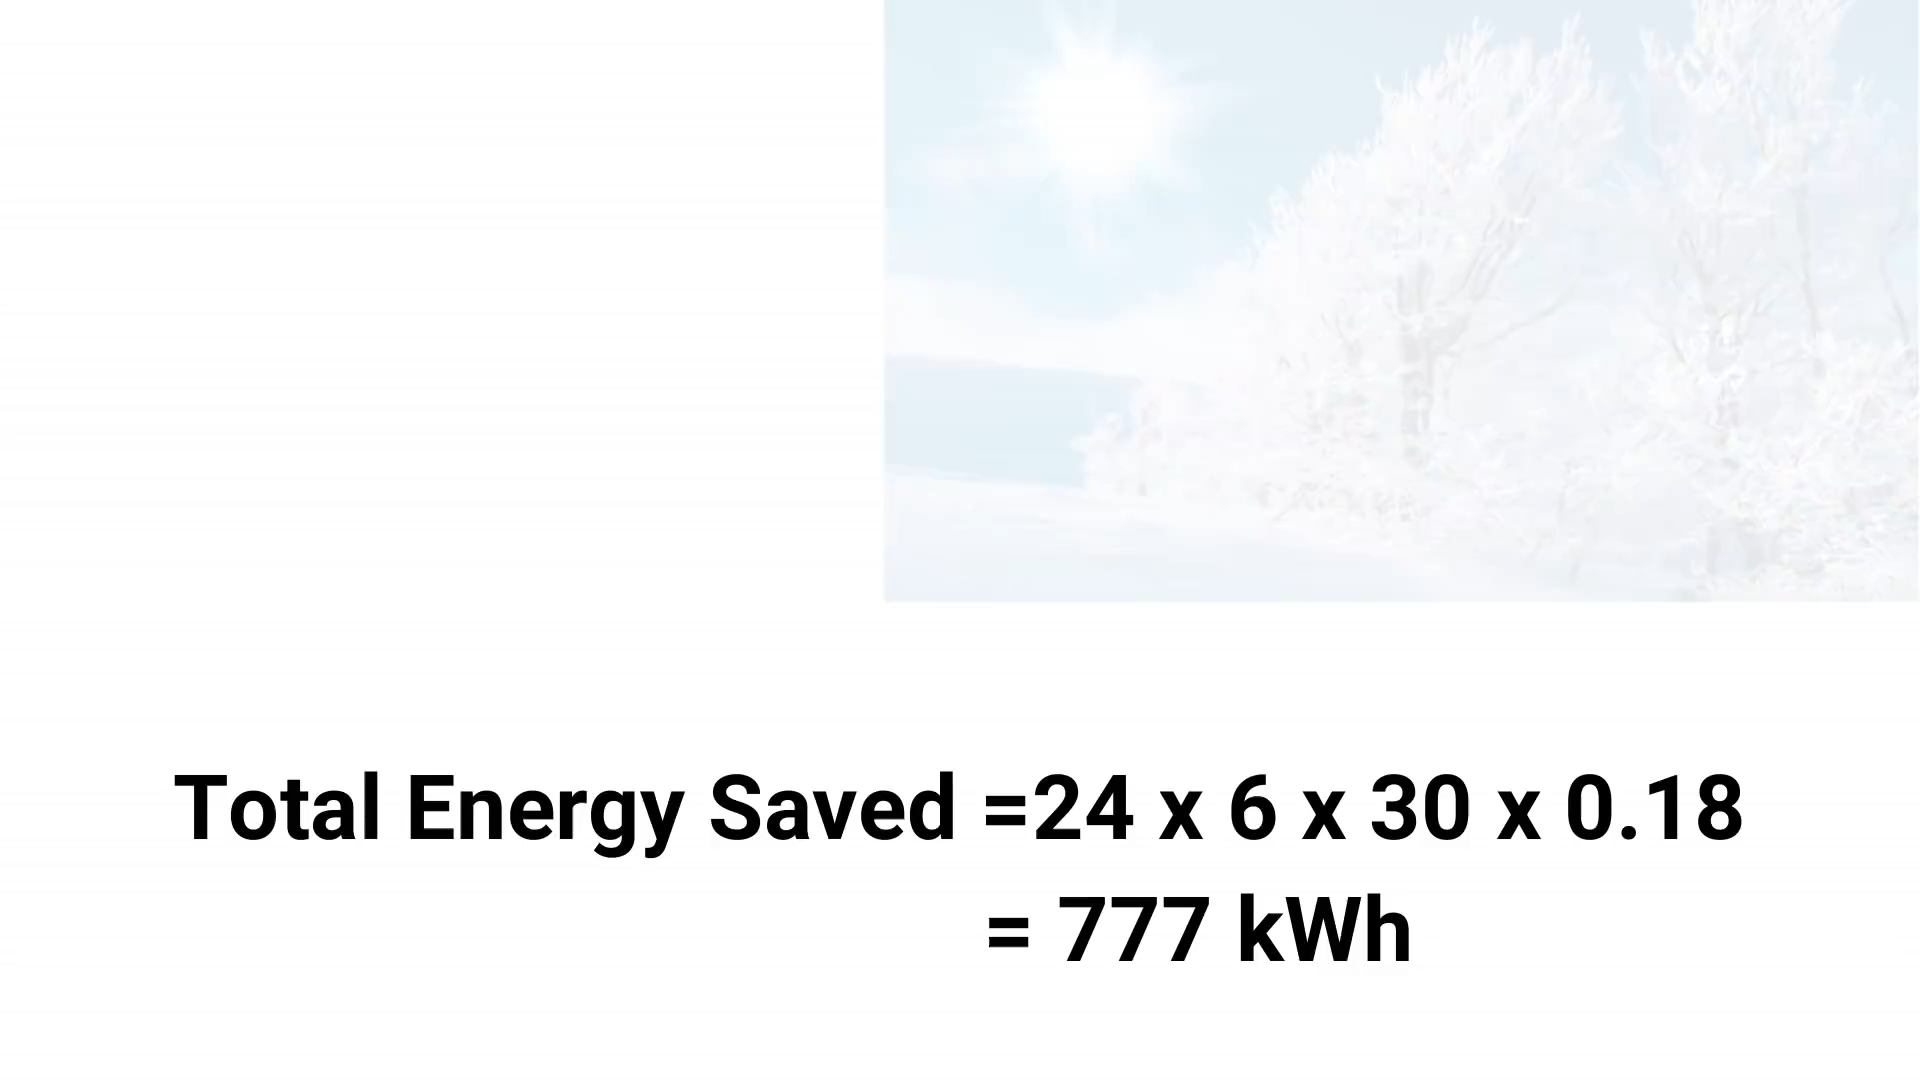 Total Energy Saved =24 x 6 x 30 x 0.18
= 777 kWh